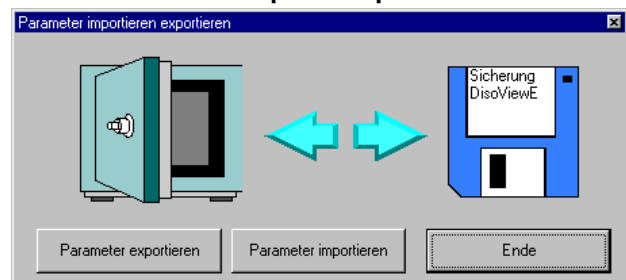 Parameter importieren exportieren
Sicherung
DisoViewE
Parameter exportieren
Parameter importieren
Ende